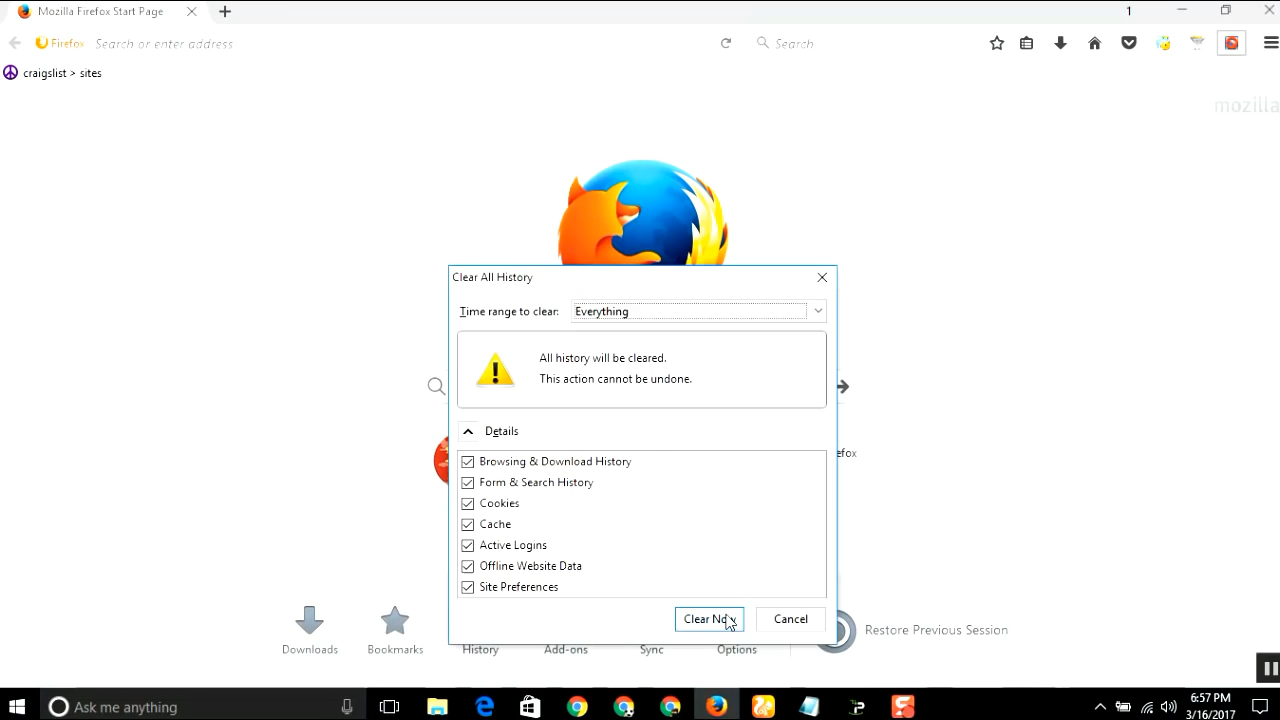 Mozilla Firefox Start Page
1
Firefox Search or enter address
Search
craigslist > sites
mozilla
Clear All History
Time range to clear: Everything
All history will be cleared.
This action cannot be undone.
Details
Browsing & Download History
Form & Search History
Cookies
Cache
Active Logins
Offline Website Data
Site Preferences
Clear Now
Cancel
efox
Restore Previous Session
Downloads
Bookmarks
History
Add-ons
Sync
Options
Ask me anything
6:57 PM
3/16/2017